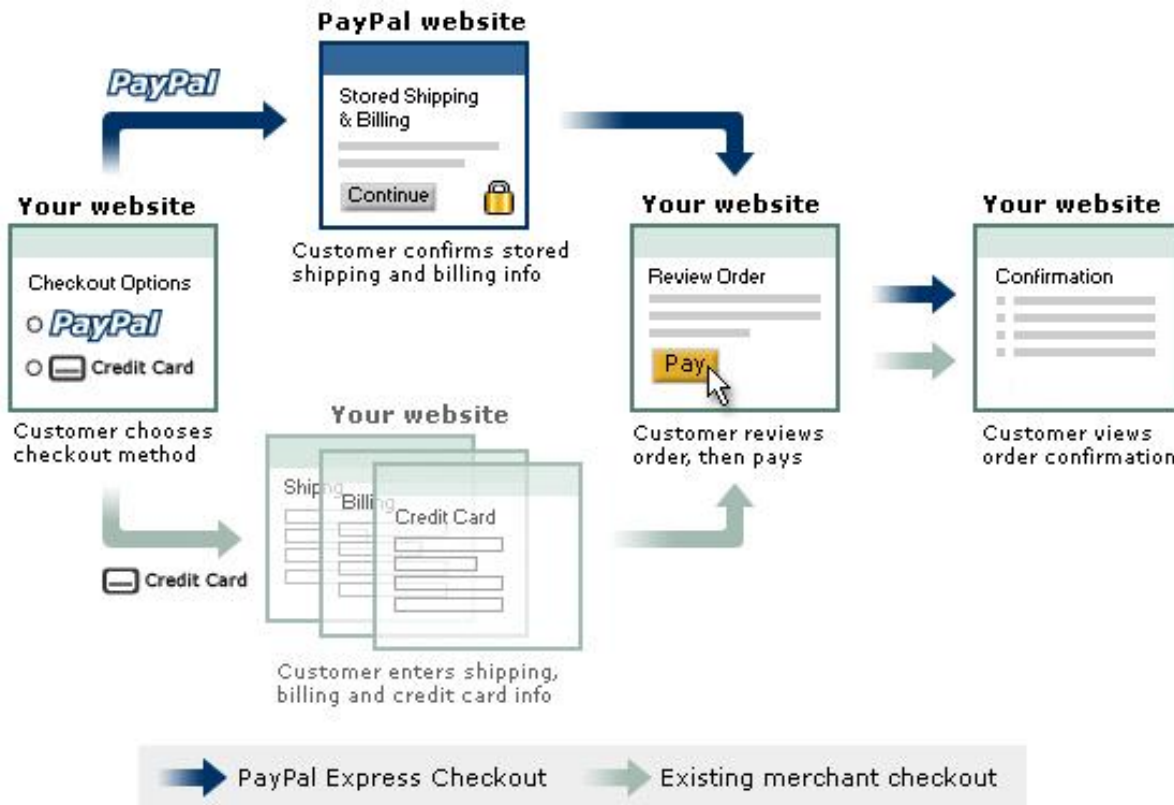 PayPal website
PayPal
Stored Shipping
& Billing
Continue
Customer confirms stored
shipping and billing info
Your website
Checkout Options
PayPal
Credit Card
Customer chooses
checkout method
Credit Card
Your website
Shipng
Billing
Credit Card
Customer enters shipping,
billing and credit card info
Your website
Review Order
Pay
Customer reviews
order, then pays
Your website
Confirmation
Customer views
order confirmation
PayPal Express Checkout
Existing merchant checkout